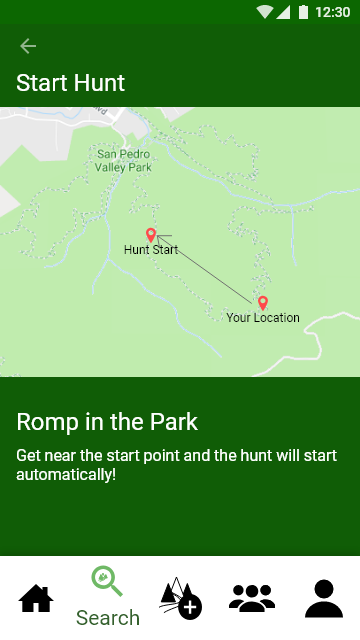 12:30
Start Hunt
San Pedro
Valley Park
Hunt Start
Your Location
Romp in the Park
Get near the start point and the hunt will start
automatically!
Search